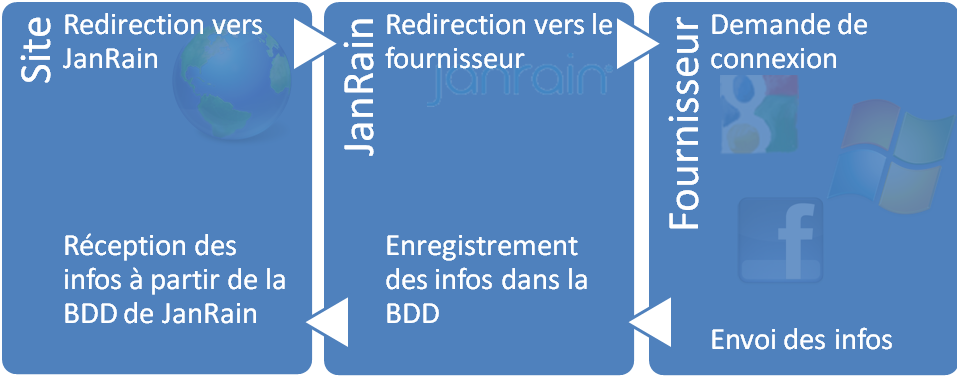 Site
Redirection vers
JanRain
Réception des
infos à partir de la
BDD de JanRain
JanRain
Redirection vers le
fournisseur
janrain
Enregistrement
des infos dans la
BDD
Fournisseur
Demande de
connexion
g
f
Envoi des infos